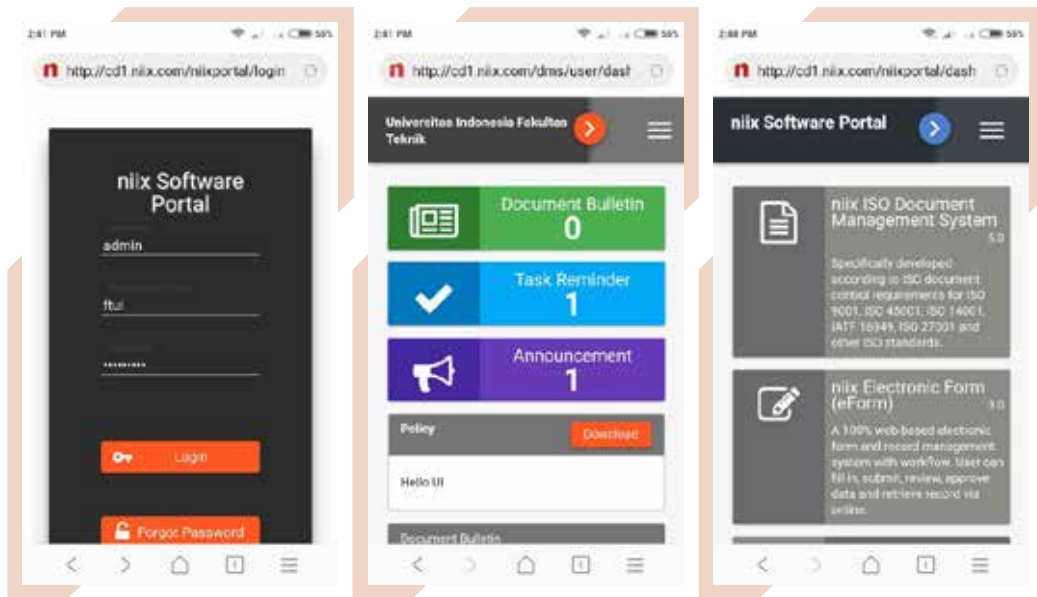 2:41 PM
55%
http://cd1.niix.com/niixportal/login
niix Software
Portal
admin
ftui
•••••••••
Login
Forgot Password
2:41 PM
55%
http://cd1.niix.com/dms/user/dash
Universitas Indonesia Fakultas
Teknik
Document Bulletin
0
Task Reminder
1
Announcement
1
Policy
Download
Hello UI
Document Bulletin
PM
http://cd1.niix.com/niixportal/dash
niix Software Portal
niix ISO Document
Management System
5.0
Specifically developed
according to ISO document
control requirements for ISO
9001, ISO 45001, ISO 14001,
IATF 16949, ISO 27001 and
other ISO standards.
niix Electronic Form
(eForm)
3.0
A 100% web based electronic
form and record management
system with workflow. User can
fill in, submit, review, approve
data and retrieve record via
online.